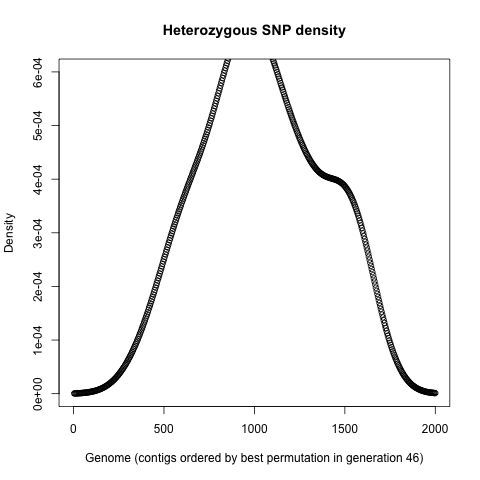 Heterozygous SNP density
6e-04
5e-04
4e-04
3e-04
2e-04
1e-04
0e+00
Density
0 500 1000 1500 2000
Genome (contigs ordered by best permutation in generation 46)